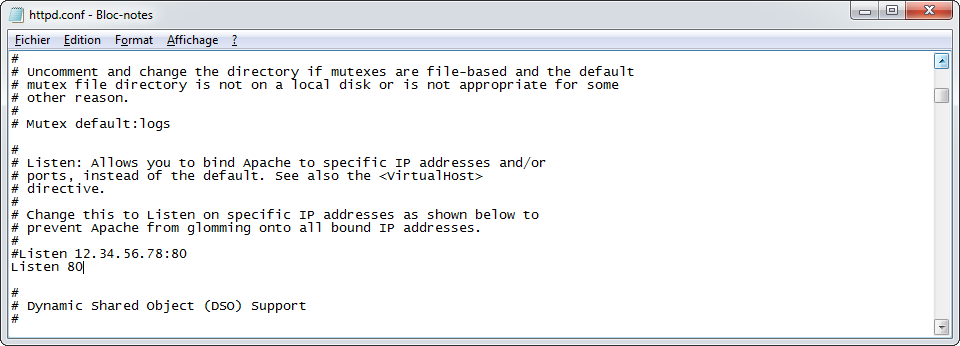 httpd.conf - Bloc-notes
Fichier Edition Format Affichage ?
#
# Uncomment and change the directory if mutexes are file-based and the default
# mutex file directory is not on a local disk or is not appropriate for some
# other reason.
#
# Mutex default:logs
#
# Listen: Allows you to bind Apache to specific IP addresses and/or
# ports, instead of the default. See also the <VirtualHost>
# directive.
#
# Change this to Listen on specific IP addresses as shown below to
# prevent Apache from glomming onto all bound IP addresses.
#
#Listen 12.34.56.78:80
Listen 80
#
# Dynamic Shared Object (DSO) Support
#